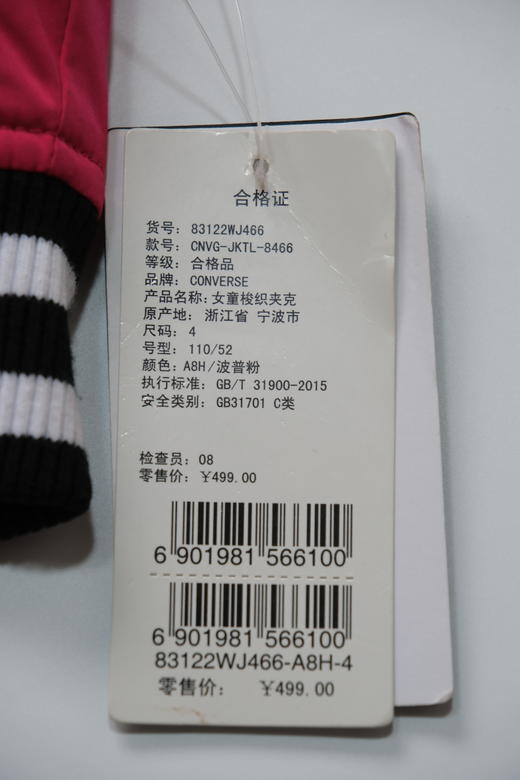 合格证
货号: 83122WJ466
款号: CNVG-JKTL-8466
等级: 合格品
品牌: CONVERSE
产品名称: 女童梭织夹克
原产地: 浙江省 宁波市
尺码: 4
号型: 110/52
颜色: A8H/波普粉
执行标准: GB/T 31900-2015
安全类别: GB31701 C类
检查员: 08
零售价: ¥499.00
6 901981 566100
6 901981 566100
83122WJ466-A8H-4
零售价: ¥499.00